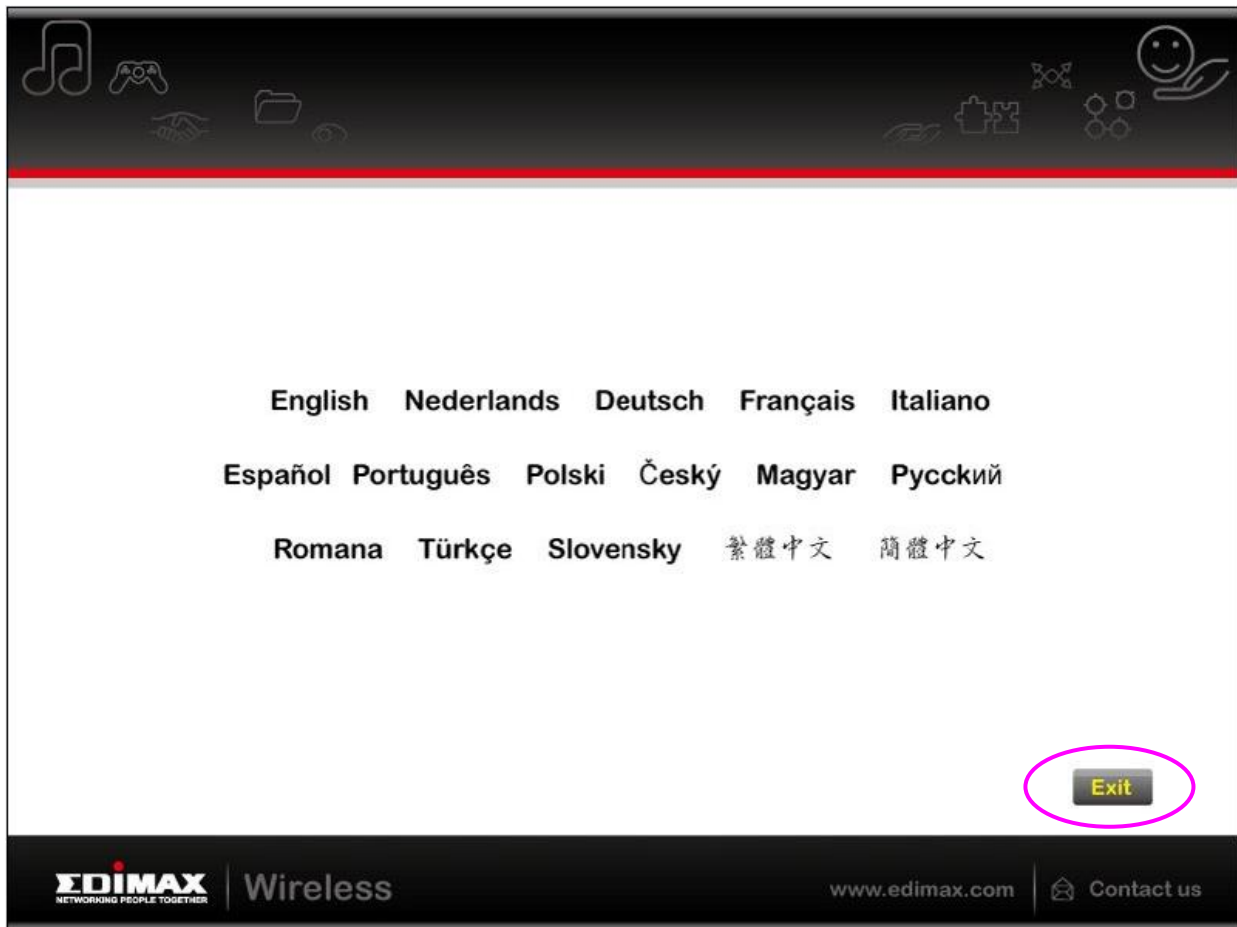 English Nederlands Deutsch Français Italiano
Español Português Polski Český Magyar Русский
Romana Türkçe Slovensky 繁體中文 簡體中文
Exit
EDIMAX Wireless www.edimax.com Contact us
NETWORKING PEOPLE TOGETHER